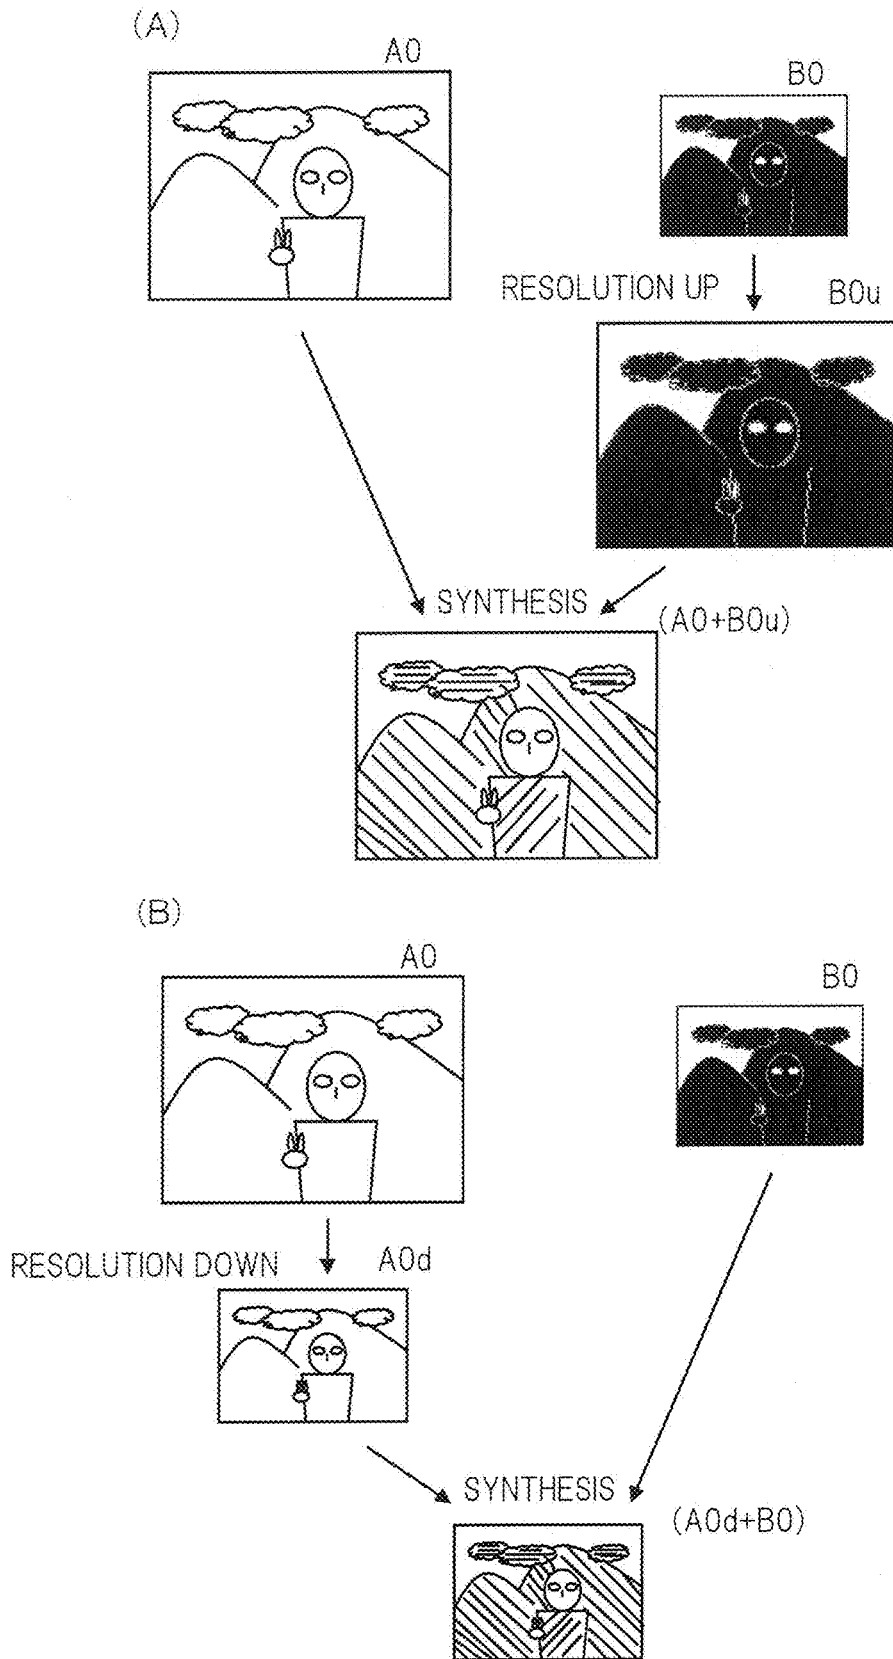 (A)
A0
B0
RESOLUTION UP
B0u
SYNTHESIS
(A0+B0u)
(B)
A0
B0
RESOLUTION DOWN
A0d
SYNTHESIS
(A0d+B0)